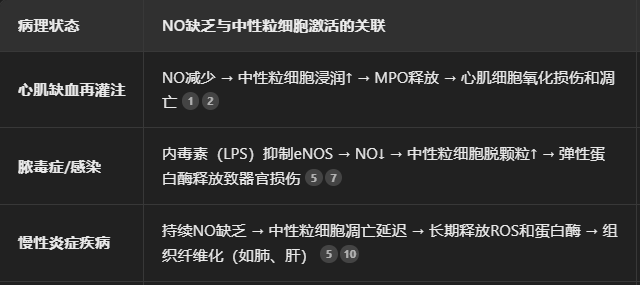 病理状态 NO缺乏与中性粒细胞激活的关联
心肌缺血再灌注 NO减少 → 中性粒细胞浸润↑ → MPO释放 → 心肌细胞氧化损伤和凋
亡 1 2
脓毒症/感染 内毒素（LPS）抑制eNOS → NO↓ → 中性粒细胞脱颗粒↑ → 弹性蛋
白酶释放致器官损伤 5 7
慢性炎症疾病 持续NO缺乏 → 中性粒细胞凋亡延迟 → 长期释放ROS和蛋白酶 → 组
织纤维化（如肺、肝） 5 10